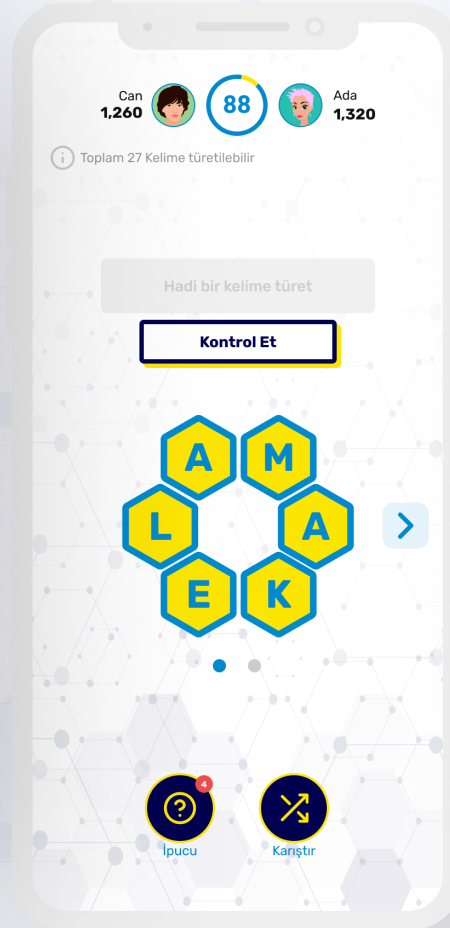 Can
1,260
88
Ada
1,320
Toplam 27 Kelime türetilebilir
Hadi bir kelime türet
Kontrol Et
A M
L A
E K
4
İpucu Karıştır